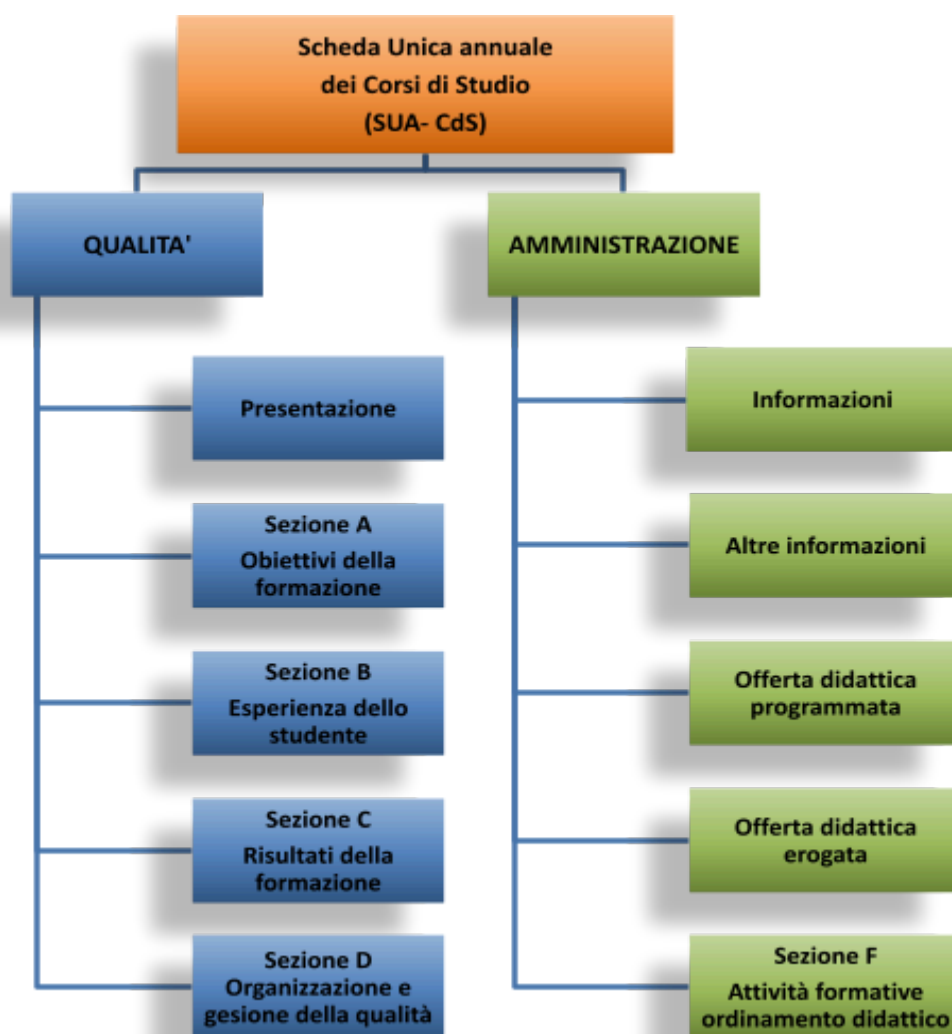 Scheda Unica annuale
dei Corsi di Studio
(SUA- CdS)
QUALITA'
AMMINISTRAZIONE
Presentazione
Sezione A
Obiettivi della
formazione
Sezione B
Esperienza dello
studente
Sezione C
Risultati della
formazione
Sezione D
Organizzazione e
gesione della qualità
Informazioni
Altre informazioni
Offerta didattica
programmata
Offerta didattica
erogata
Sezione F
Attività formative
ordinamento didattico